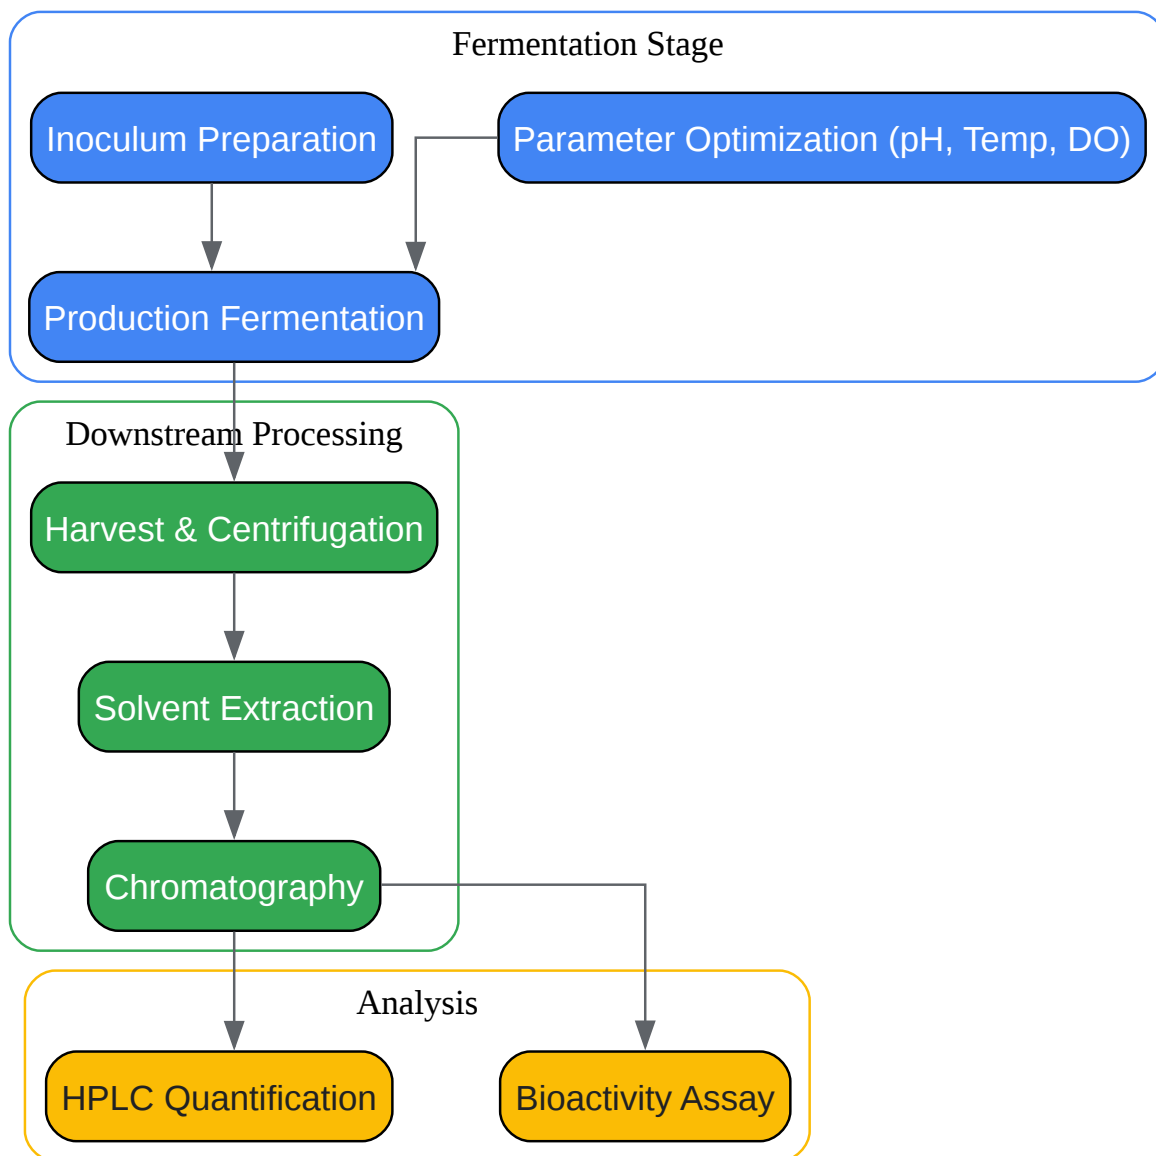 Fermentation Stage
Inoculum Preparation
Parameter Optimization (pH, Temp, DO)
Production Fermentation
Downstream Processing
Harvest & Centrifugation
Solvent Extraction
Chromatography
Analysis
HPLC Quantification
Bioactivity Assay